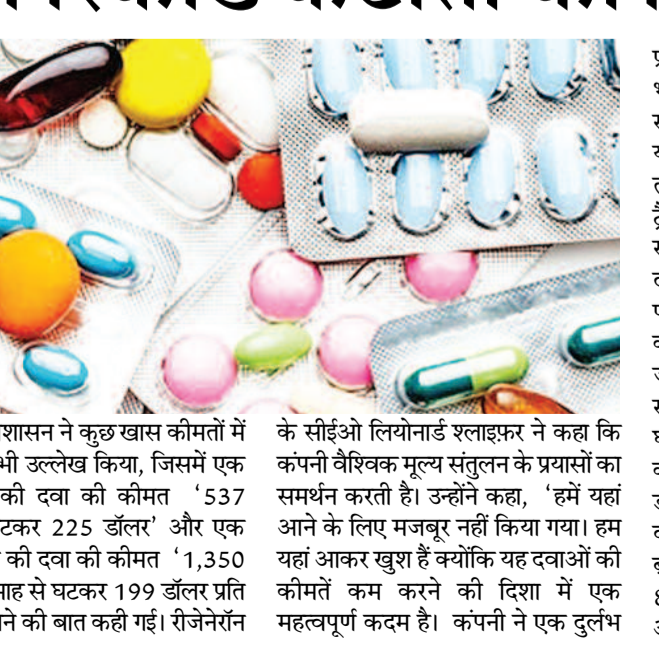 शासन ने कुछ खास कीमतों में
भी उल्लेख किया, जिसमें एक
की दवा की कीमत ‘537
टकर 225 डॉलर’ और एक
की दवा की कीमत ‘1,350
माह से घटकर 199 डॉलर प्रति
ने की बात कही गई। रीजेनेरॉन
के सीईओ लियोनार्ड श्लाइफ़र ने कहा कि
कंपनी वैश्विक मूल्य संतुलन के प्रयासों का
समर्थन करती है। उन्होंने कहा, ‘हमें यहां
आने के लिए मजबूर नहीं किया गया। हम
यहां आकर खुश हैं क्योंकि यह दवाओं की
कीमतें कम करने की दिशा में एक
महत्वपूर्ण कदम है। कंपनी ने एक दुर्लभ